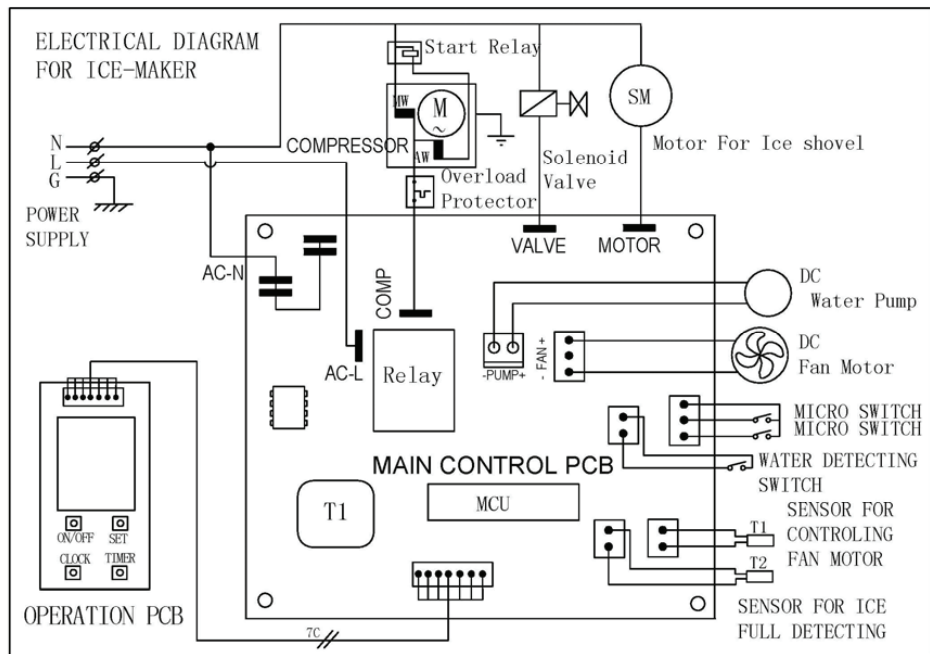 ELECTRICAL DIAGRAM
FOR ICE-MAKER
Start Relay
MW
M
~
AW
COMPRESSOR
SM
Motor For Ice shovel
Solenoid
Valve
Overload
Protector
N
L
G
POWER
SUPPLY
VALVE
MOTOR
AC-N
COMP
AC-L
Relay
-PUMP+
- FAN +
DC
Water Pump
DC
Fan Motor
MICRO SWITCH
MICRO SWITCH
WATER DETECTING
SWITCH
MAIN CONTROL PCB
MCU
T1
SENSOR FOR
CONTROLING
FAN MOTOR
T1
T2
SENSOR FOR ICE
FULL DETECTING
ON/OFF
SET
CLOCK
TIMER
OPERATION PCB
7C